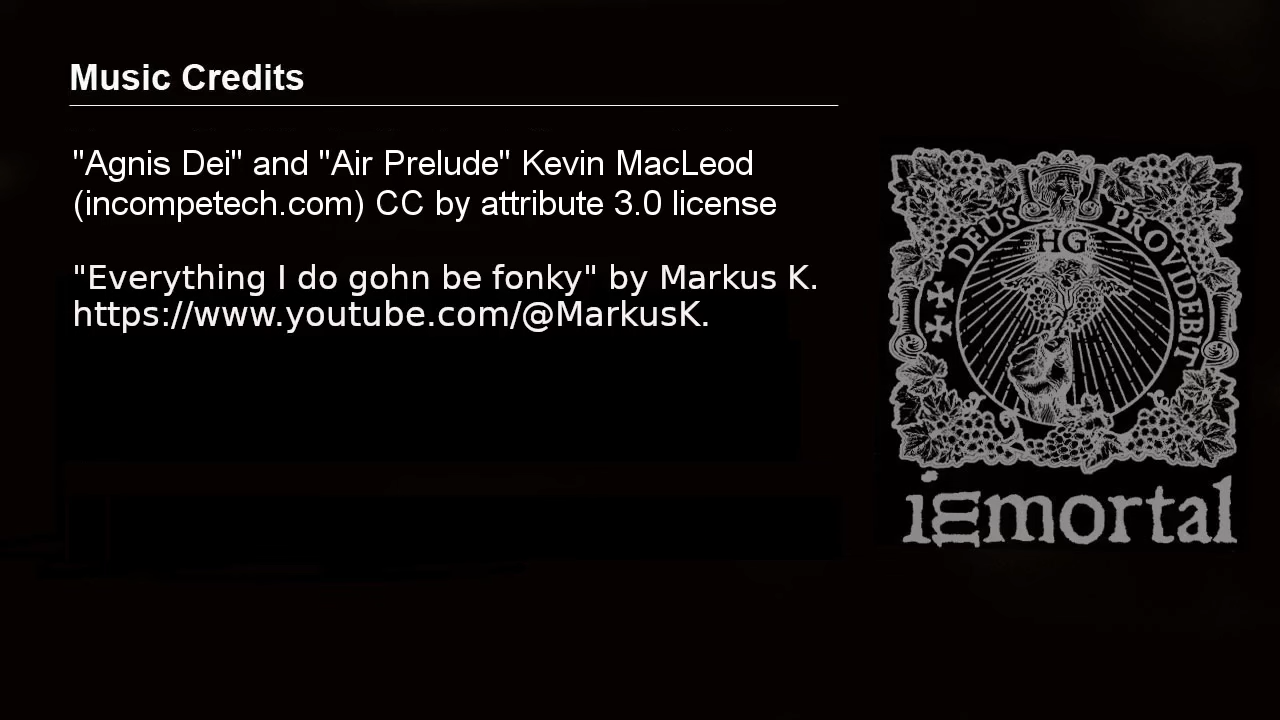 Music Credits
"Agnis Dei" and "Air Prelude" Kevin MacLeod
(incompetech.com) CC by attribute 3.0 license
"Everything I do gohn be fonky" by Markus K.
https://www.youtube.com/@MarkusK.
DEUS PROVIDEBIT
HG
iEmortal